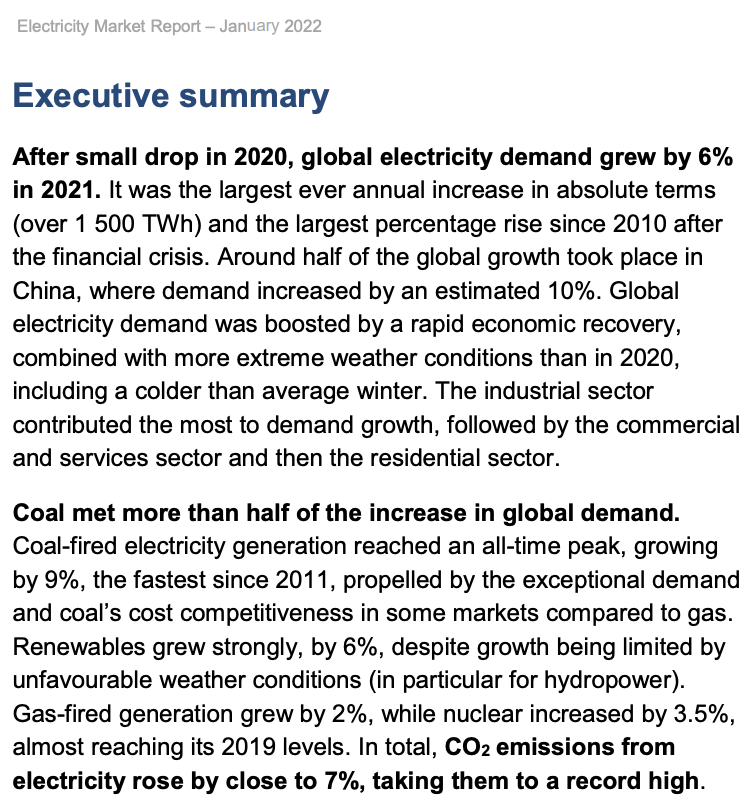 Electricity Market Report – January 2022
Executive summary
After small drop in 2020, global electricity demand grew by 6%
in 2021. It was the largest ever annual increase in absolute terms
(over 1 500 TWh) and the largest percentage rise since 2010 after
the financial crisis. Around half of the global growth took place in
China, where demand increased by an estimated 10%. Global
electricity demand was boosted by a rapid economic recovery,
combined with more extreme weather conditions than in 2020,
including a colder than average winter. The industrial sector
contributed the most to demand growth, followed by the commercial
and services sector and then the residential sector.
Coal met more than half of the increase in global demand.
Coal-fired electricity generation reached an all-time peak, growing
by 9%, the fastest since 2011, propelled by the exceptional demand
and coal’s cost competitiveness in some markets compared to gas.
Renewables grew strongly, by 6%, despite growth being limited by
unfavourable weather conditions (in particular for hydropower).
Gas-fired generation grew by 2%, while nuclear increased by 3.5%,
almost reaching its 2019 levels. In total, CO₂ emissions from
electricity rose by close to 7%, taking them to a record high.